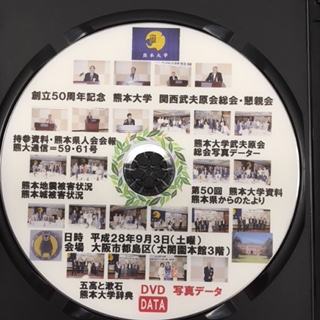 熊本大学
創立50周年記念 熊本大学 関西武夫原会総会・懇親会
持参資料・熊本県人会会報
熊大通信=59・61号
熊本大学武夫原会
総会写真データー
熊本地震被害状況
熊本城被害状況
第50回 熊本大学資料
熊本県からのたより
日時 平成28年9月3日(土曜)
会場 大阪市都島区(太閤園本館3階)
五高と漱石
熊本大学辞典
DVD 写真データ
DATA